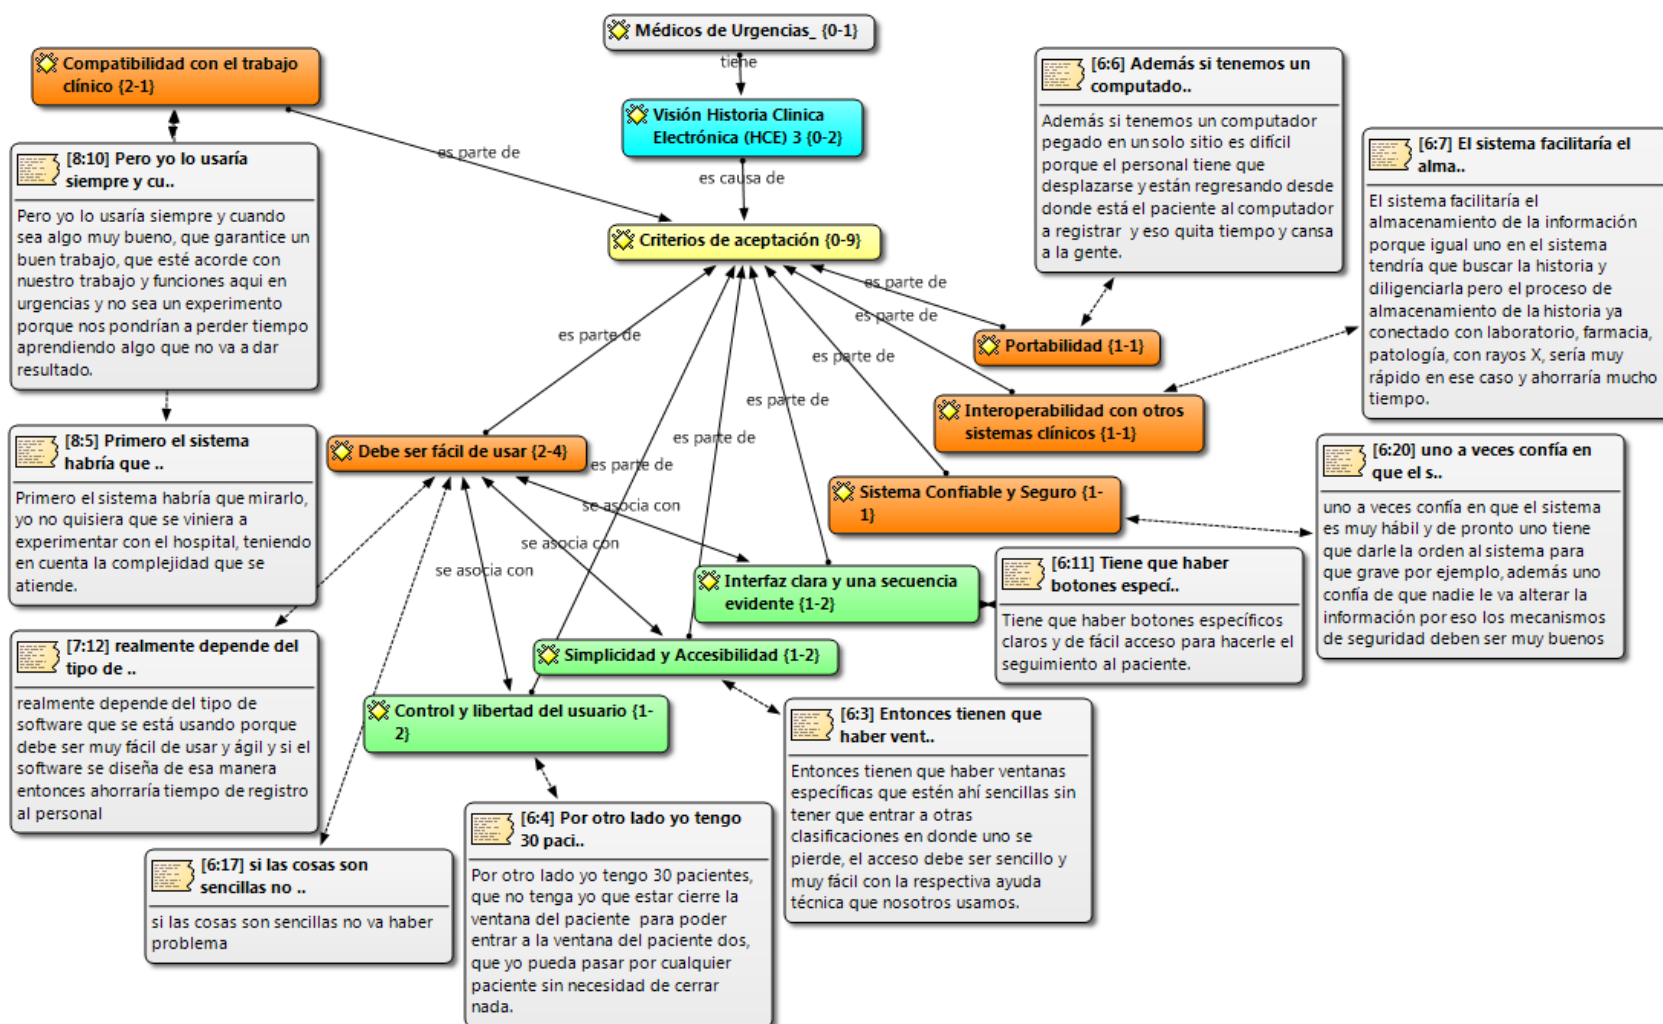 Médicos de Urgencias_ {0-1}
tiene
Compatibilidad con el trabajo
clínico {2-1}
Visión Historia Clinica
Electrónica (HCE) 3 {0-2}
es parte de
es causa de
Criterios de aceptación {0-9}
[6:6] Además si tenemos un
computado..
Además si tenemos un computador
pegado en un solo sitio es difícil
porque el personal tiene que
desplazarse y están regresando desde
donde está el paciente al computador
a registrar  y eso quita tiempo y cansa
a la gente.
[6:7] El sistema facilitaría el
alma..
El sistema facilitaría el
almacenamiento de la información
porque igual uno en el sistema
tendría que buscar la historia y
diligenciarla pero el proceso de
almacenamiento de la historia ya
conectado con laboratorio, farmacia,
patología, con rayos X, sería muy
rápido en ese caso y ahorraría mucho
tiempo.
[8:10] Pero yo lo usaría
siempre y cu..
Pero yo lo usaría siempre y cuando
sea algo muy bueno, que garantice un
buen trabajo, que esté acorde con
nuestro trabajo y funciones aqui en
urgencias y no sea un experimento
porque nos pondrían a perder tiempo
aprendiendo algo que no va a dar
resultado.
es parte de
es parte de
es parte de
es parte de
es parte de
es parte de
es parte de
Portabilidad {1-1}
Interoperabilidad con otros
sistemas clínicos {1-1}
[8:5] Primero el sistema
habría que ..
Primero el sistema habría que mirarlo,
yo no quisiera que se viniera a
experimentar con el hospital, teniendo
en cuenta la complejidad que se
atiende.
Debe ser fácil de usar {2-4}
Sistema Confiable y Seguro {1-
1}
[6:20] uno a veces confía en
que el s..
uno a veces confía en que el sistema
es muy hábil y de pronto uno tiene
que darle la orden al sistema para
que grave por ejemplo, además uno
confía de que nadie le va alterar la
información por eso los mecanismos
de seguridad deben ser muy buenos
se asocia con
se asocia con
se asocia con
Interfaz clara y una secuencia
evidente {1-2}
[6:11] Tiene que haber
botones especí..
Tiene que haber botones específicos
claros y de fácil acceso para hacerle el
seguimiento al paciente.
[7:12] realmente depende del
tipo de ..
realmente depende del tipo de
software que se está usando porque
debe ser muy fácil de usar y ágil y si el
software se diseña de esa manera
entonces ahorraría tiempo de registro
al personal
Simplicidad y Accesibilidad {1-2}
Control y libertad del usuario {1-
2}
[6:3] Entonces tienen que
haber vent..
Entonces tienen que haber ventanas
específicas que estén ahí sencillas sin
tener que entrar a otras
clasificaciones en donde uno se
pierde, el acceso debe ser sencillo y
muy fácil con la respectiva ayuda
técnica que nosotros usamos.
[6:17] si las cosas son
sencillas no ..
si las cosas son sencillas no va haber
problema
[6:4] Por otro lado yo tengo
30 paci..
Por otro lado yo tengo 30 pacientes,
que no tenga yo que estar cierre la
ventana del paciente  para poder
entrar a la ventana del paciente dos,
que yo pueda pasar por cualquier
paciente sin necesidad de cerrar
nada.